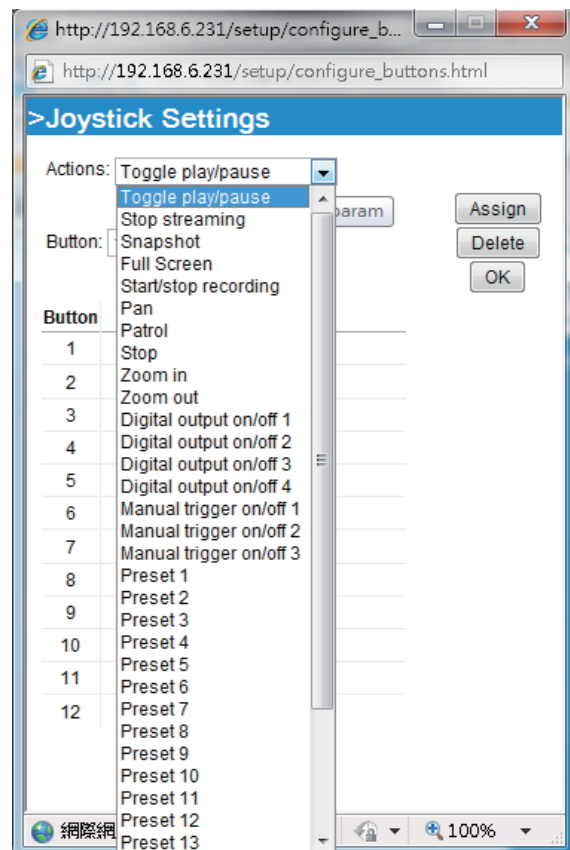 http://192.168.6.231/setup/configure_b...
http://192.168.6.231/setup/configure_buttons.html
>Joystick Settings
Actions: Toggle play/pause
Toggle play/pause
Stop streaming
Snapshot
Full Screen
Start/stop recording
Pan
Patrol
Stop
Zoom in
Zoom out
Digital output on/off 1
Digital output on/off 2
Digital output on/off 3
Digital output on/off 4
Manual trigger on/off 1
Manual trigger on/off 2
Manual trigger on/off 3
Preset 1
Preset 2
Preset 3
Preset 4
Preset 5
Preset 6
Preset 7
Preset 8
Preset 9
Preset 10
Preset 11
Preset 12
Preset 13
Assign
Button:
Delete
OK
Button
1
2
3
4
5
6
7
8
9
10
11
12
網際網
100%